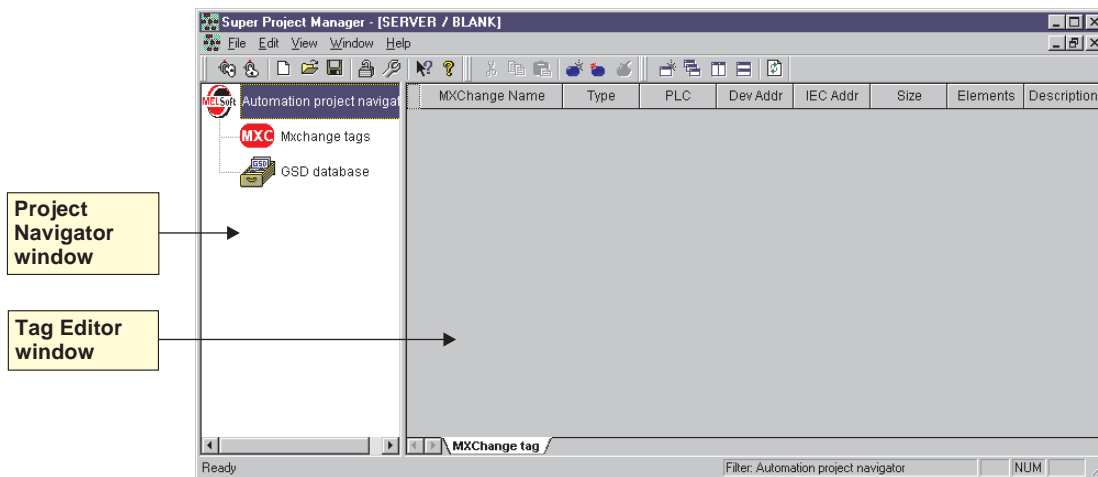 Super Project Manager - [SERVER / BLANK]
File Edit View Window Help
MELSoft Automation project navigat
MXChange Name Type PLC Dev Addr IEC Addr Size Elements Description
MXC Mxchange tags
GSD GSD database
Project
Navigator
window
Tag Editor
window
MXChange tag
Ready Filter: Automation project navigator NUM